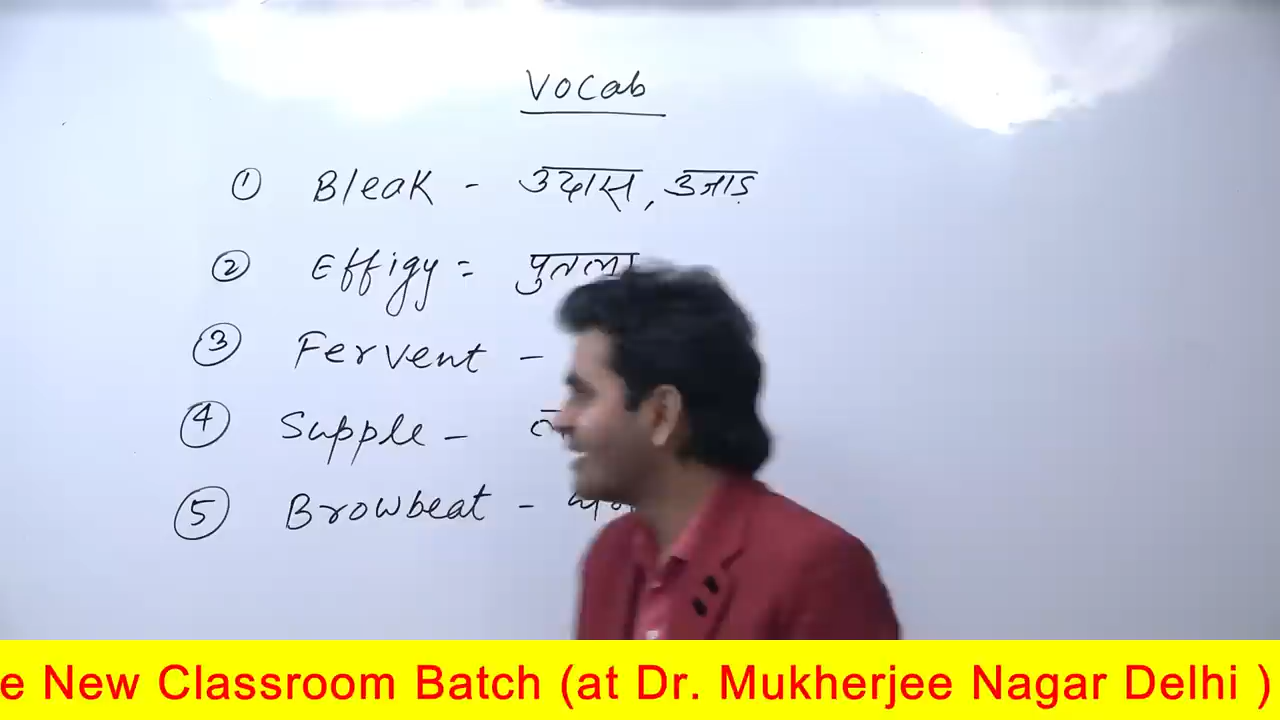 Vocab
① Bleak - उदास, उजाड़
② Effigy = पुतला
③ Fervent -
④ Supple -
⑤ Browbeat -
e New Classroom Batch (at Dr. Mukherjee Nagar Delhi )